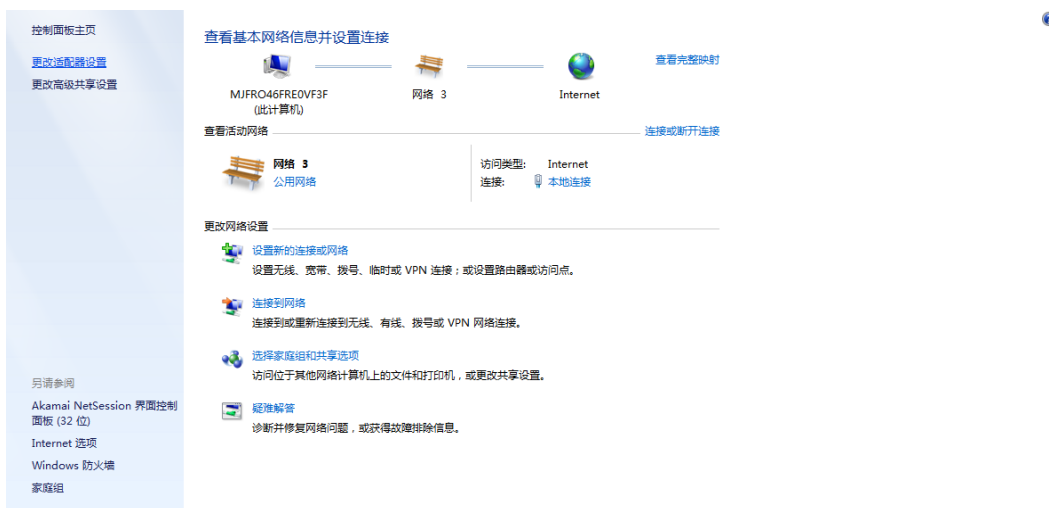 控制面板主页
更改适配器设置
更改高级共享设置
查看基本网络信息并设置连接
查看完整映射
MJFRO46FRE0VF3F
(此计算机)
网络 3
Internet
查看活动网络
连接或断开连接
网络 3
公用网络
访问类型: Internet
连接: 本地连接
更改网络设置
设置新的连接或网络
设置无线、宽带、拨号、临时或 VPN 连接；或设置路由器或访问点。
连接到网络
连接到或重新连接到无线、有线、拨号或 VPN 网络连接。
选择家庭组和共享选项
访问位于其他网络计算机上的文件和打印机，或更改共享设置。
疑难解答
诊断并修复网络问题，或获得故障排除信息。
另请参阅
Akamai NetSession 界面控制
面板 (32 位)
Internet 选项
Windows 防火墙
家庭组